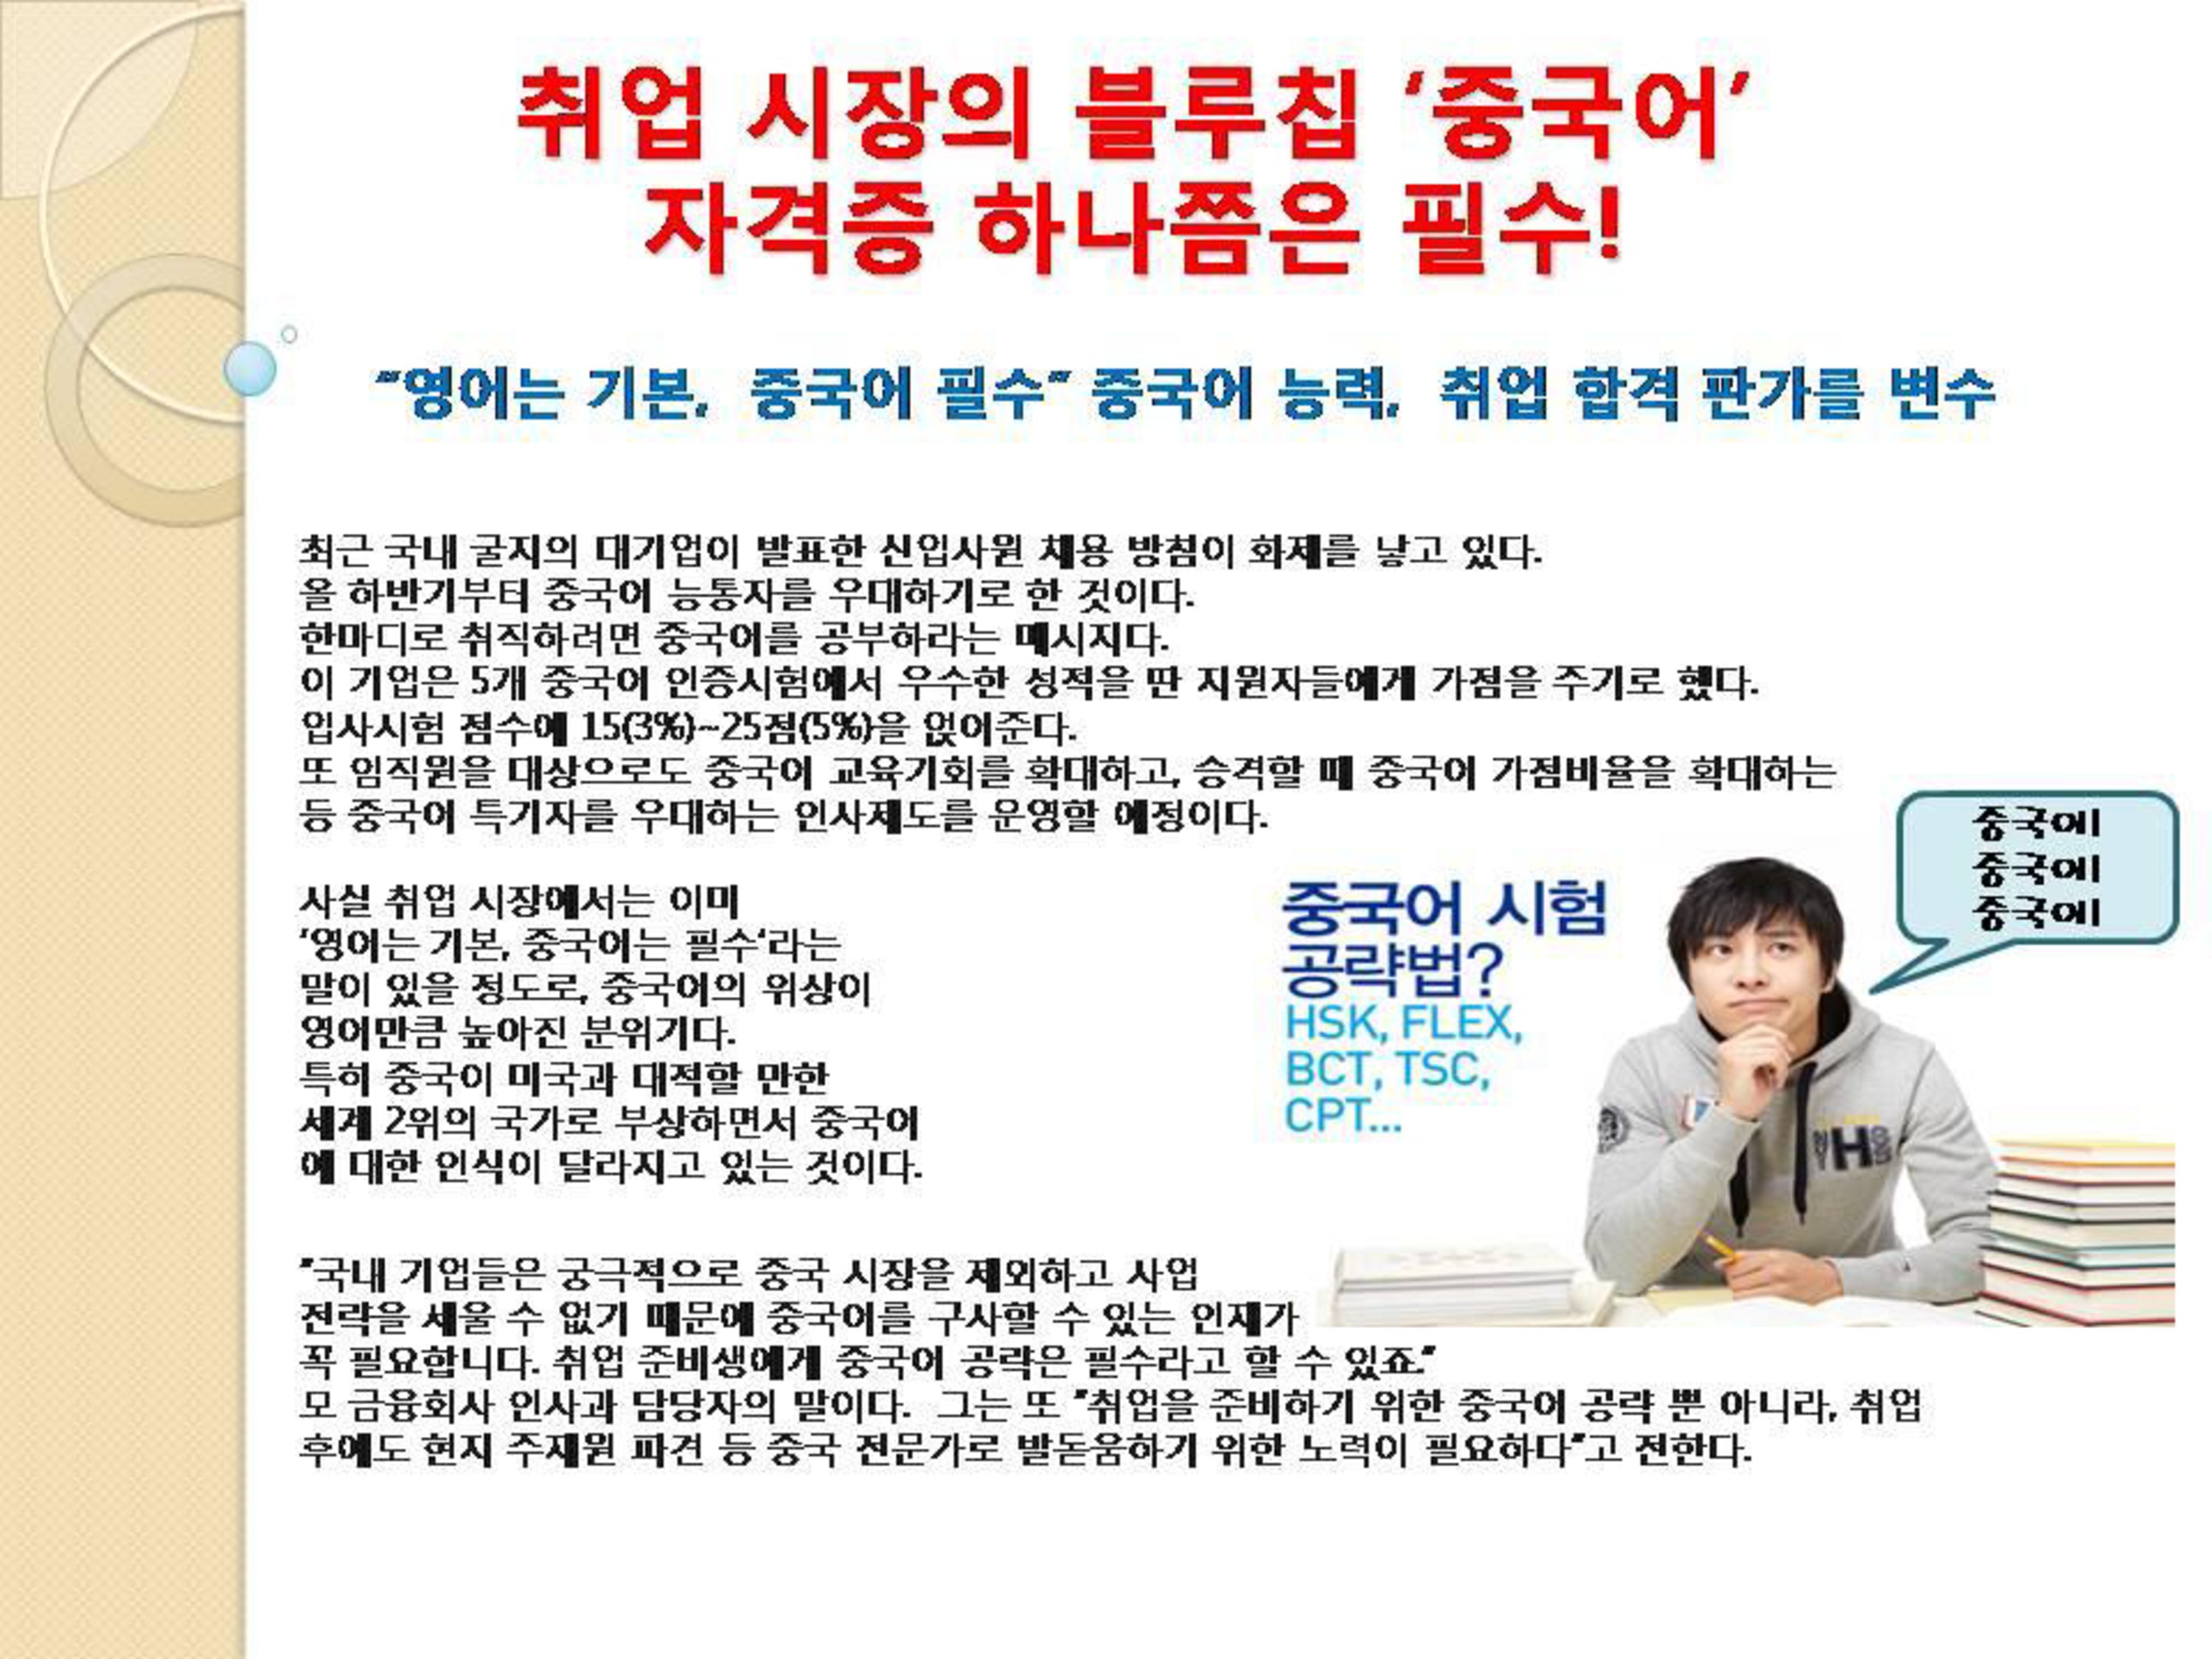 취업 시장의 블루칩 ‘중국어’
자격증 하나쯤은 필수!
“영어는 기본, 중국어 필수” 중국어 능력, 취업 합격 판가를 변수
최근 국내 굴지의 대기업이 발표한 신입사원 채용 방침이 화제를 낳고 있다.
올 하반기부터 중국어 능통자를 우대하기로 한 것이다.
한마디로 취직하려면 중국어를 공부하라는 메시지다.
이 기업은 5개 중국어 인증시험에서 우수한 성적을 딴 지원자들에게 가점을 주기로 했다.
입사시험 점수에 15(3%)~25점(5%)을 얹어준다.
또 임직원을 대상으로도 중국어 교육기회를 확대하고, 승격할 때 중국어 가점비율을 확대하는
등 중국어 특기자를 우대하는 인사제도를 운영할 예정이다.
사실 취업 시장에서는 이미
‘영어는 기본, 중국어는 필수‘라는
말이 있을 정도로, 중국어의 위상이
영어만큼 높아진 분위기다.
특히 중국이 미국과 대적할 만한
세계 2위의 국가로 부상하면서 중국어
에 대한 인식이 달라지고 있는 것이다.
중국어!
중국어!
중국어!
중국어 시험
공략법?
HSK, FLEX,
BCT, TSC,
CPT...
"국내 기업들은 궁극적으로 중국 시장을 제외하고 사업
전략을 세울 수 없기 때문에 중국어를 구사할 수 있는 인재가
꼭 필요합니다. 취업 준비생에게 중국어 공략은 필수라고 할 수 있죠."
모 금융회사 인사과 담당자의 말이다. 그는 또 "취업을 준비하기 위한 중국어 공략 뿐 아니라, 취업
후에도 현지 주재원 파견 등 중국 전문가로 발돋움하기 위한 노력이 필요하다"고 전한다.